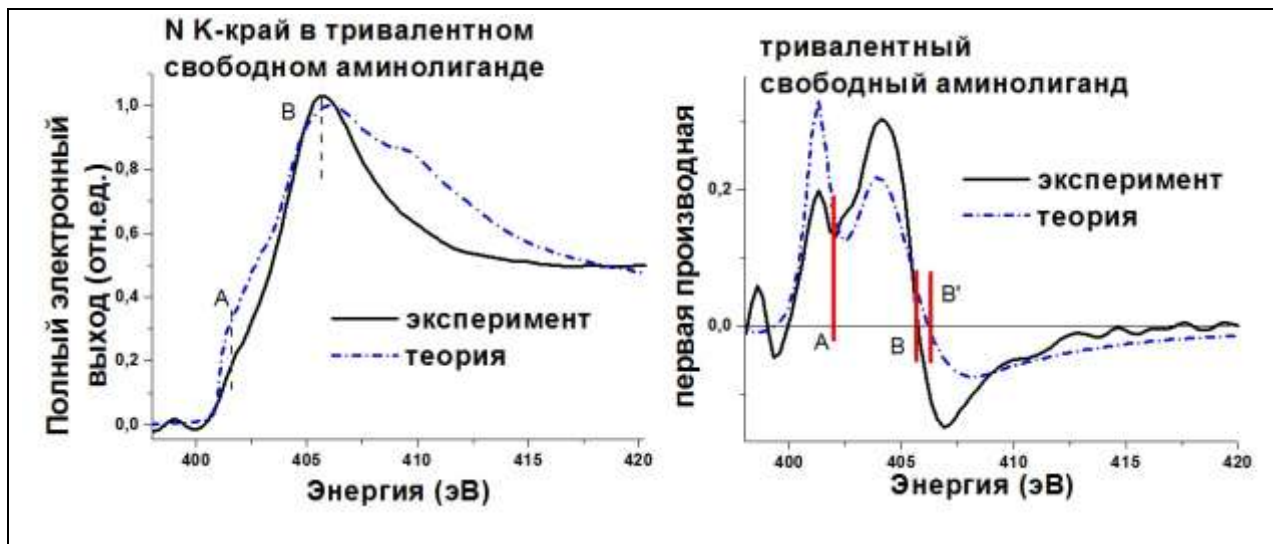 N K-край в тривалентном
свободном аминолиганде
Полный электронный
выход (отн.ед.)
1,0
0,8
0,6
0,4
0,2
0,0
B
A
эксперимент
теория
400
405
410
415
420
Энергия (эВ)
тривалентный
свободный аминолиганд
первая производная
0,2
0,0
эксперимент
теория
A
B
B'
400
405
410
415
420
Энергия (эВ)